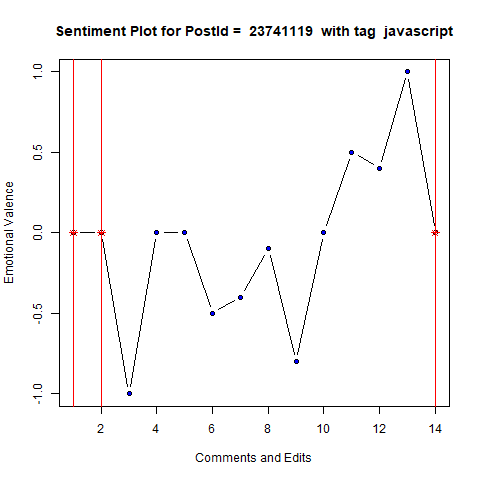 Sentiment Plot for PostId =  23741119  with tag  javascript
1.0
0.5
0.0
-0.5
-1.0
Emotional Valence
2 4 6 8 10 12 14
Comments and Edits